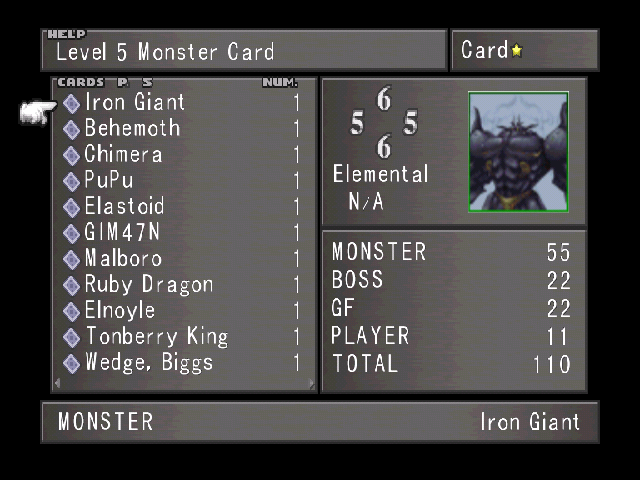 HELP
Level 5 Monster Card
Card
CARDS P. S NUM.
Iron Giant 1
Behemoth 1
Chimera 1
PuPu 1
Elastoid 1
GIM47N 1
Malboro 1
Ruby Dragon 1
Elnoyle 1
Tonberry King 1
Wedge, Biggs 1
6
5 5
6
Elemental
N/A
MONSTER 55
BOSS 22
GF 22
PLAYER 11
TOTAL 110
MONSTER Iron Giant